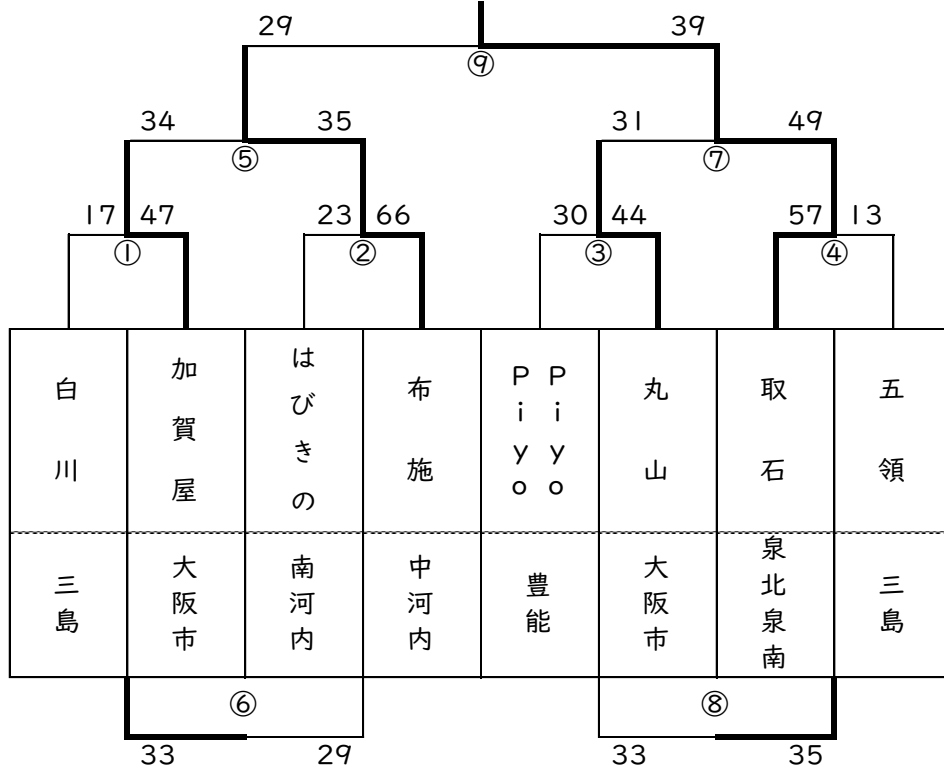 29 39
⑨
34 35 31 49
⑤ ⑦
17 47 23 66 30 44 57 13
① ② ③ ④
白川
加賀屋
はびきの
布施
Piyo
Piyo
丸山
取石
五領
三島
大阪市
南河内
中河内
豊能
大阪市
泉北泉南
三島
⑥ ⑧
33 29 33 35